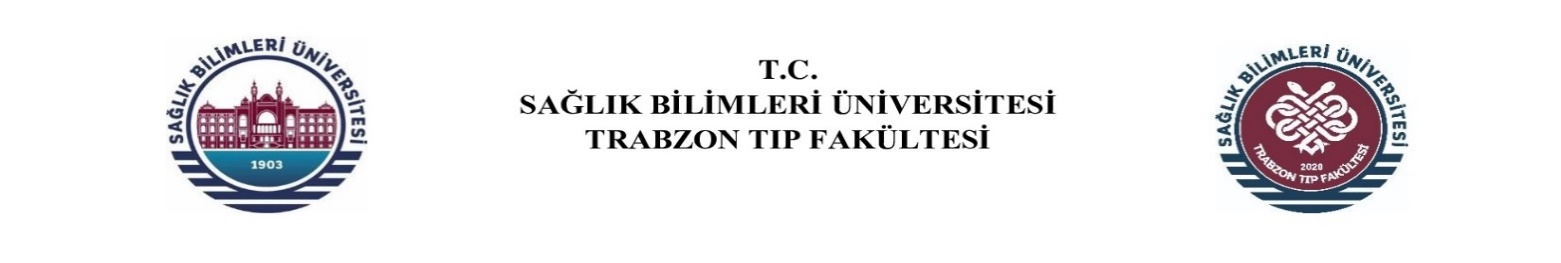 SAĞLIK BİLİMLERİ ÜNİVERSİTESİ
1903
T.C.
SAĞLIK BİLİMLERİ ÜNİVERSİTESİ
TRABZON TIP FAKÜLTESİ
SAĞLIK BİLİMLERİ ÜNİVERSİTESİ
2020
TRABZON TIP FAKÜLTESİ